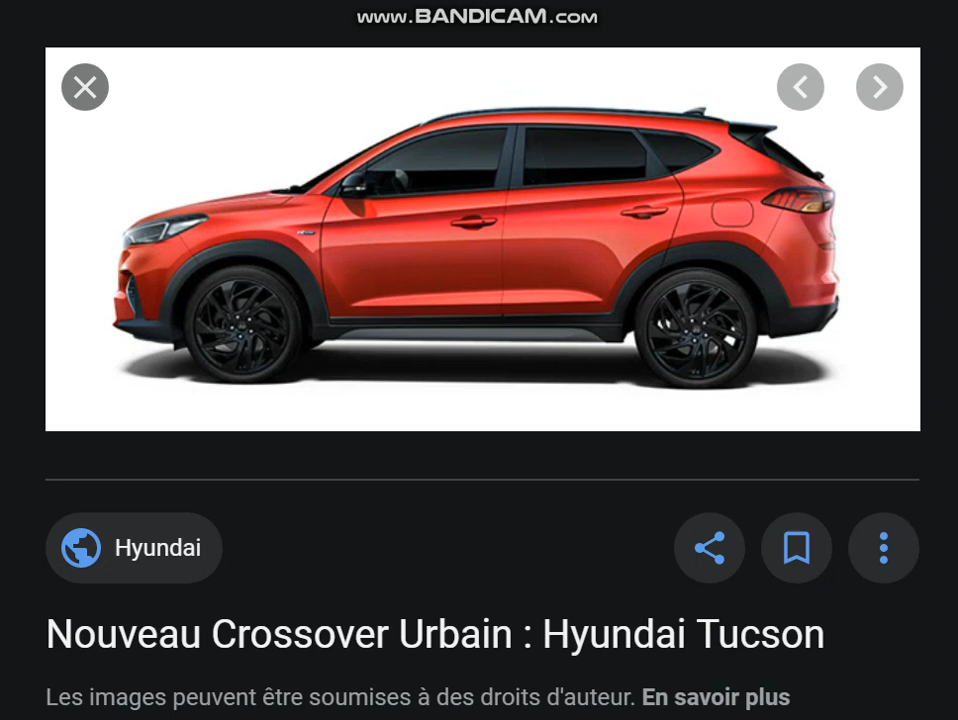 www.BANDICAM.com
Hyundai
Nouveau Crossover Urbain : Hyundai Tucson
Les images peuvent être soumises à des droits d'auteur. En savoir plus